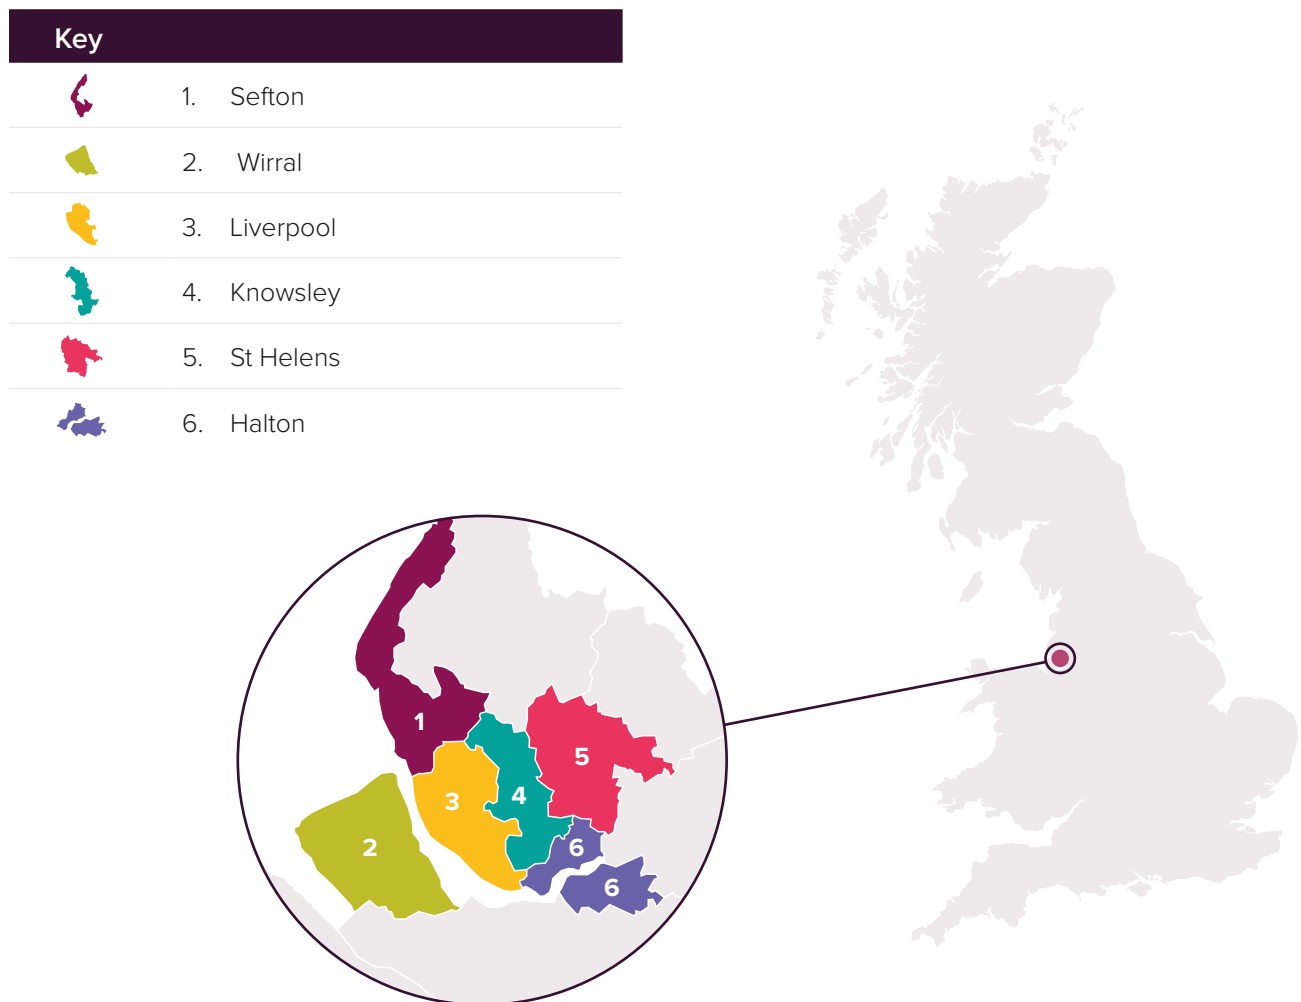 Key
1. Sefton
2. Wirral
3. Liverpool
4. Knowsley
5. St Helens
6. Halton
1
5
4
3
2
6
6